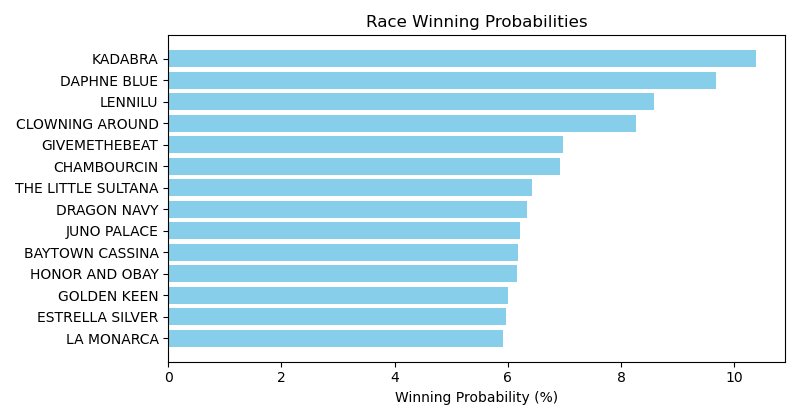 Race Winning Probabilities
KADABRA
DAPHNE BLUE
LENNILU
CLOWNING AROUND
GIVEMETHEBEAT
CHAMBOURCIN
THE LITTLE SULTANA
DRAGON NAVY
JUNO PALACE
BAYTOWN CASSINA
HONOR AND OBAY
GOLDEN KEEN
ESTRELLA SILVER
LA MONARCA
0 2 4 6 8 10
Winning Probability (%)